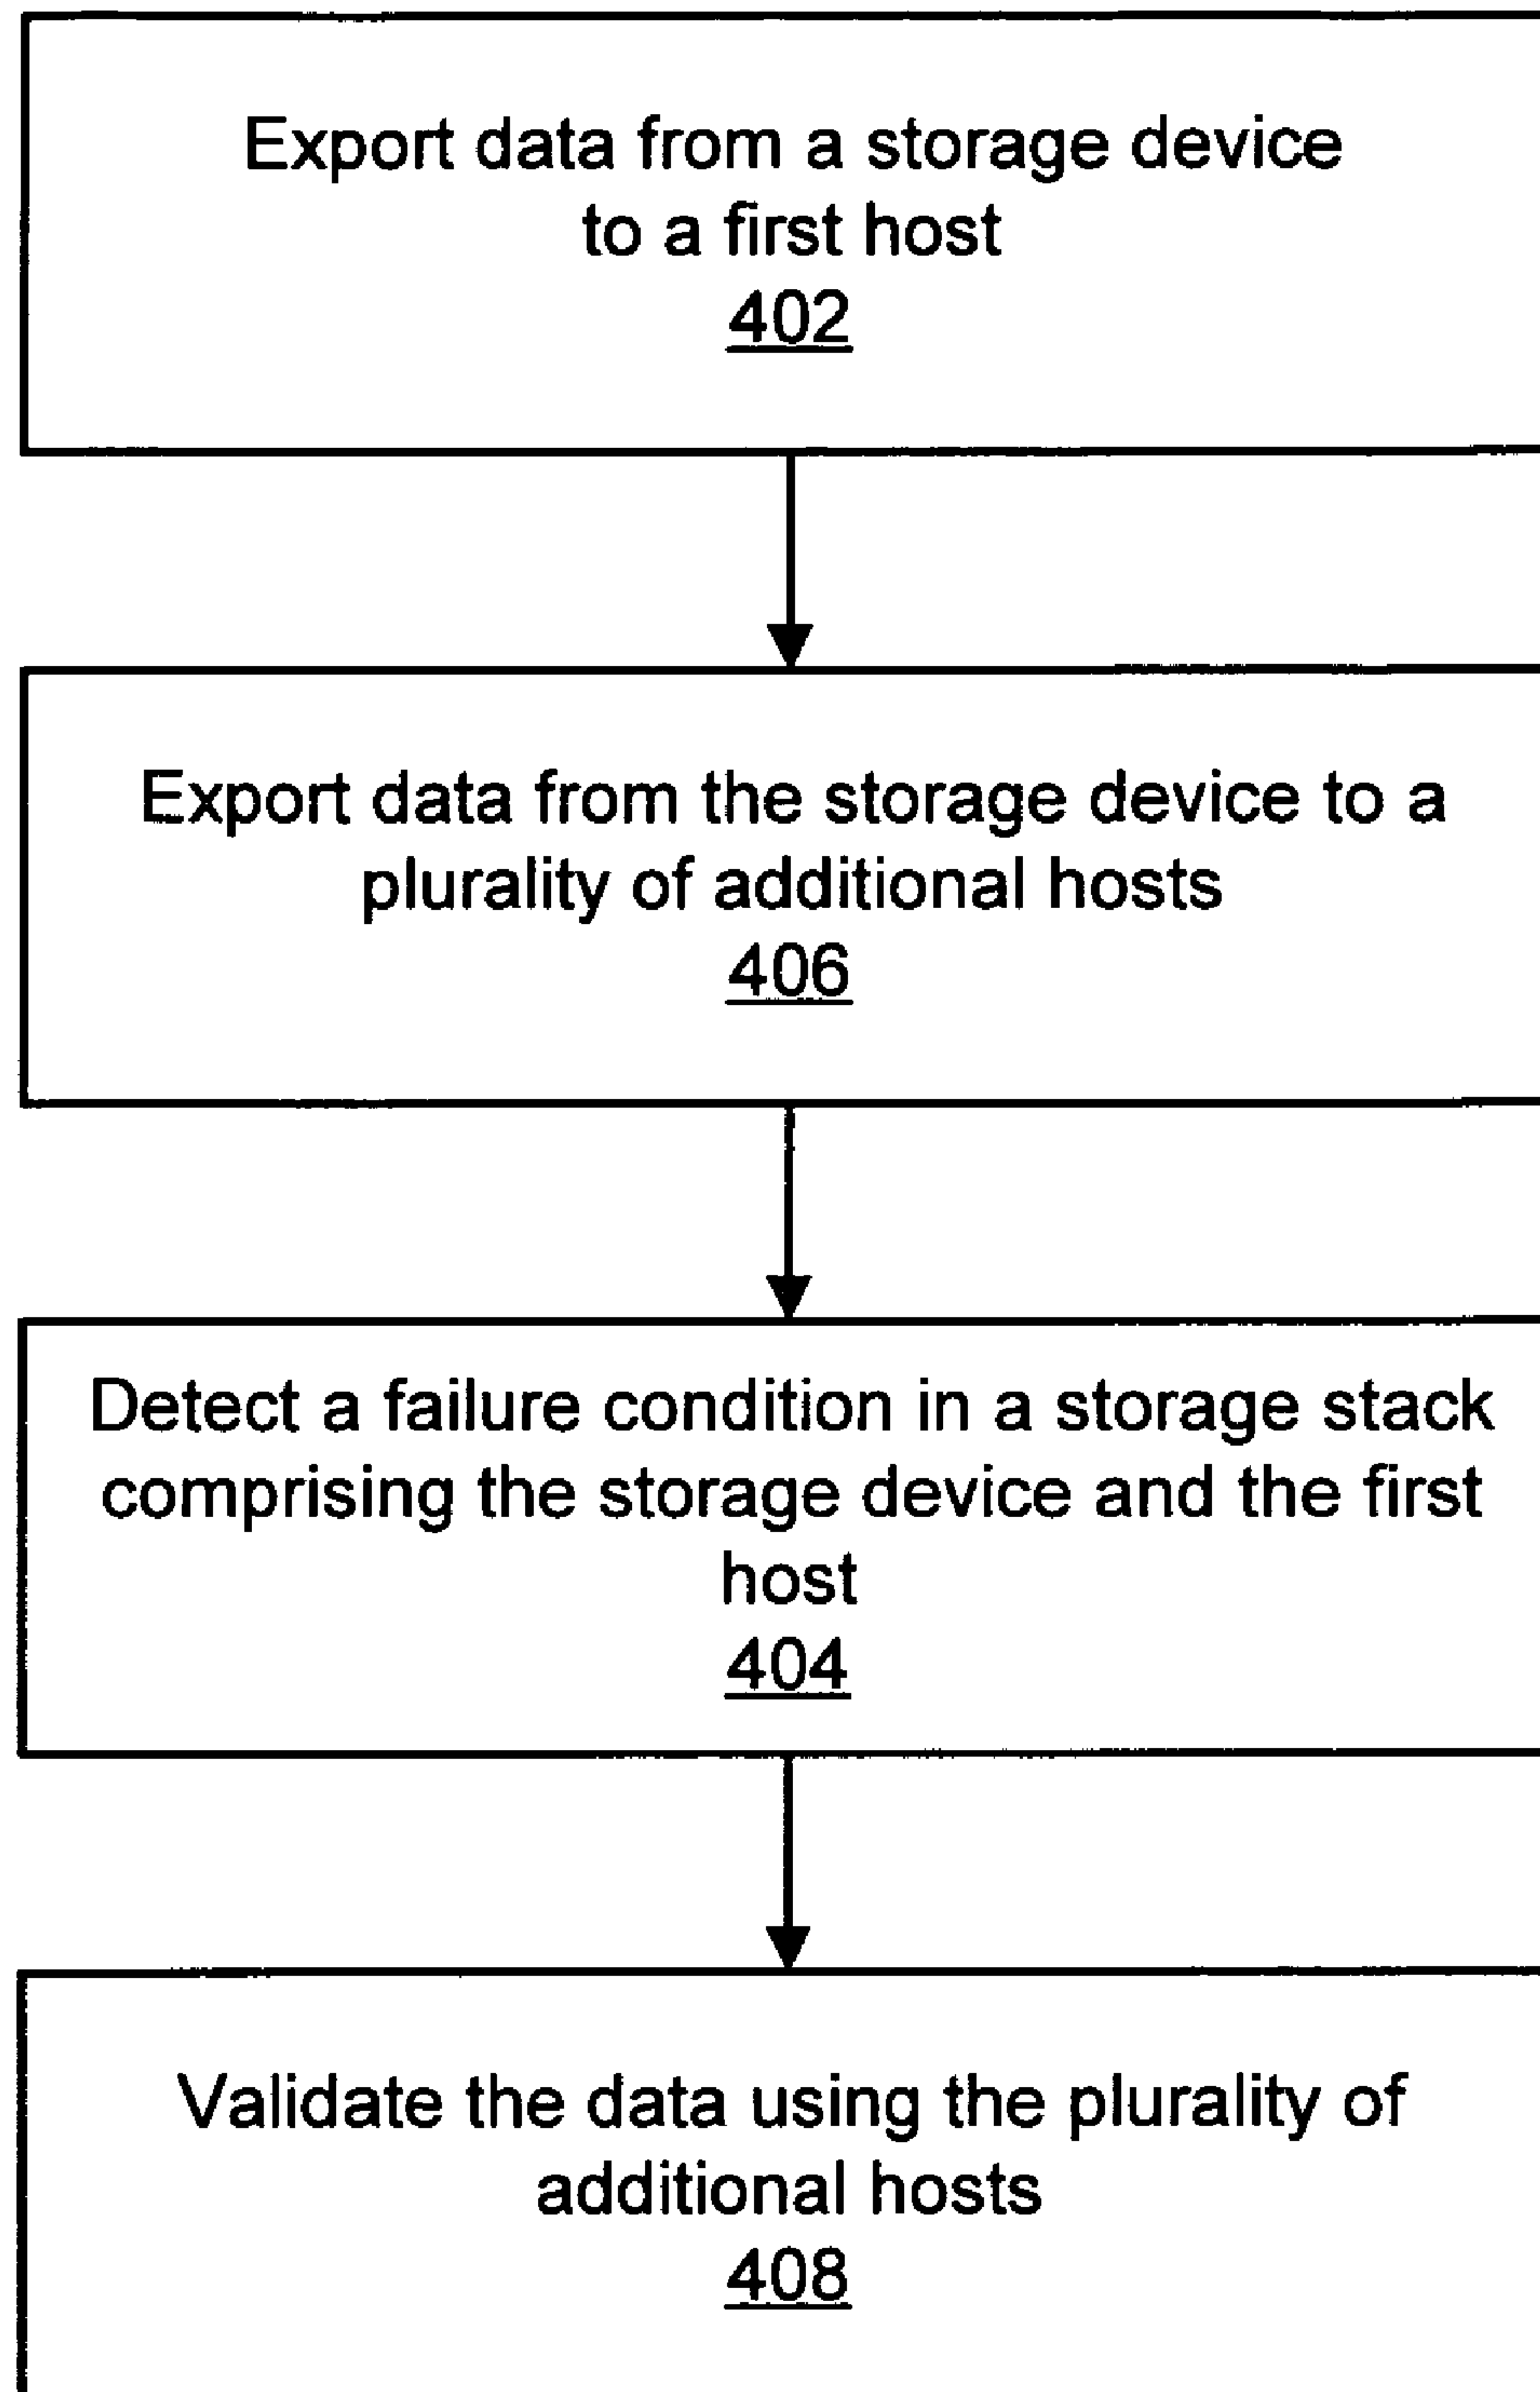 Export data from a storage device
to a first host
402
Export data from the storage device to a
plurality of additional hosts
406
Detect a failure condition in a storage stack
comprising the storage device and the first
host
404
Validate the data using the plurality of
additional hosts
408